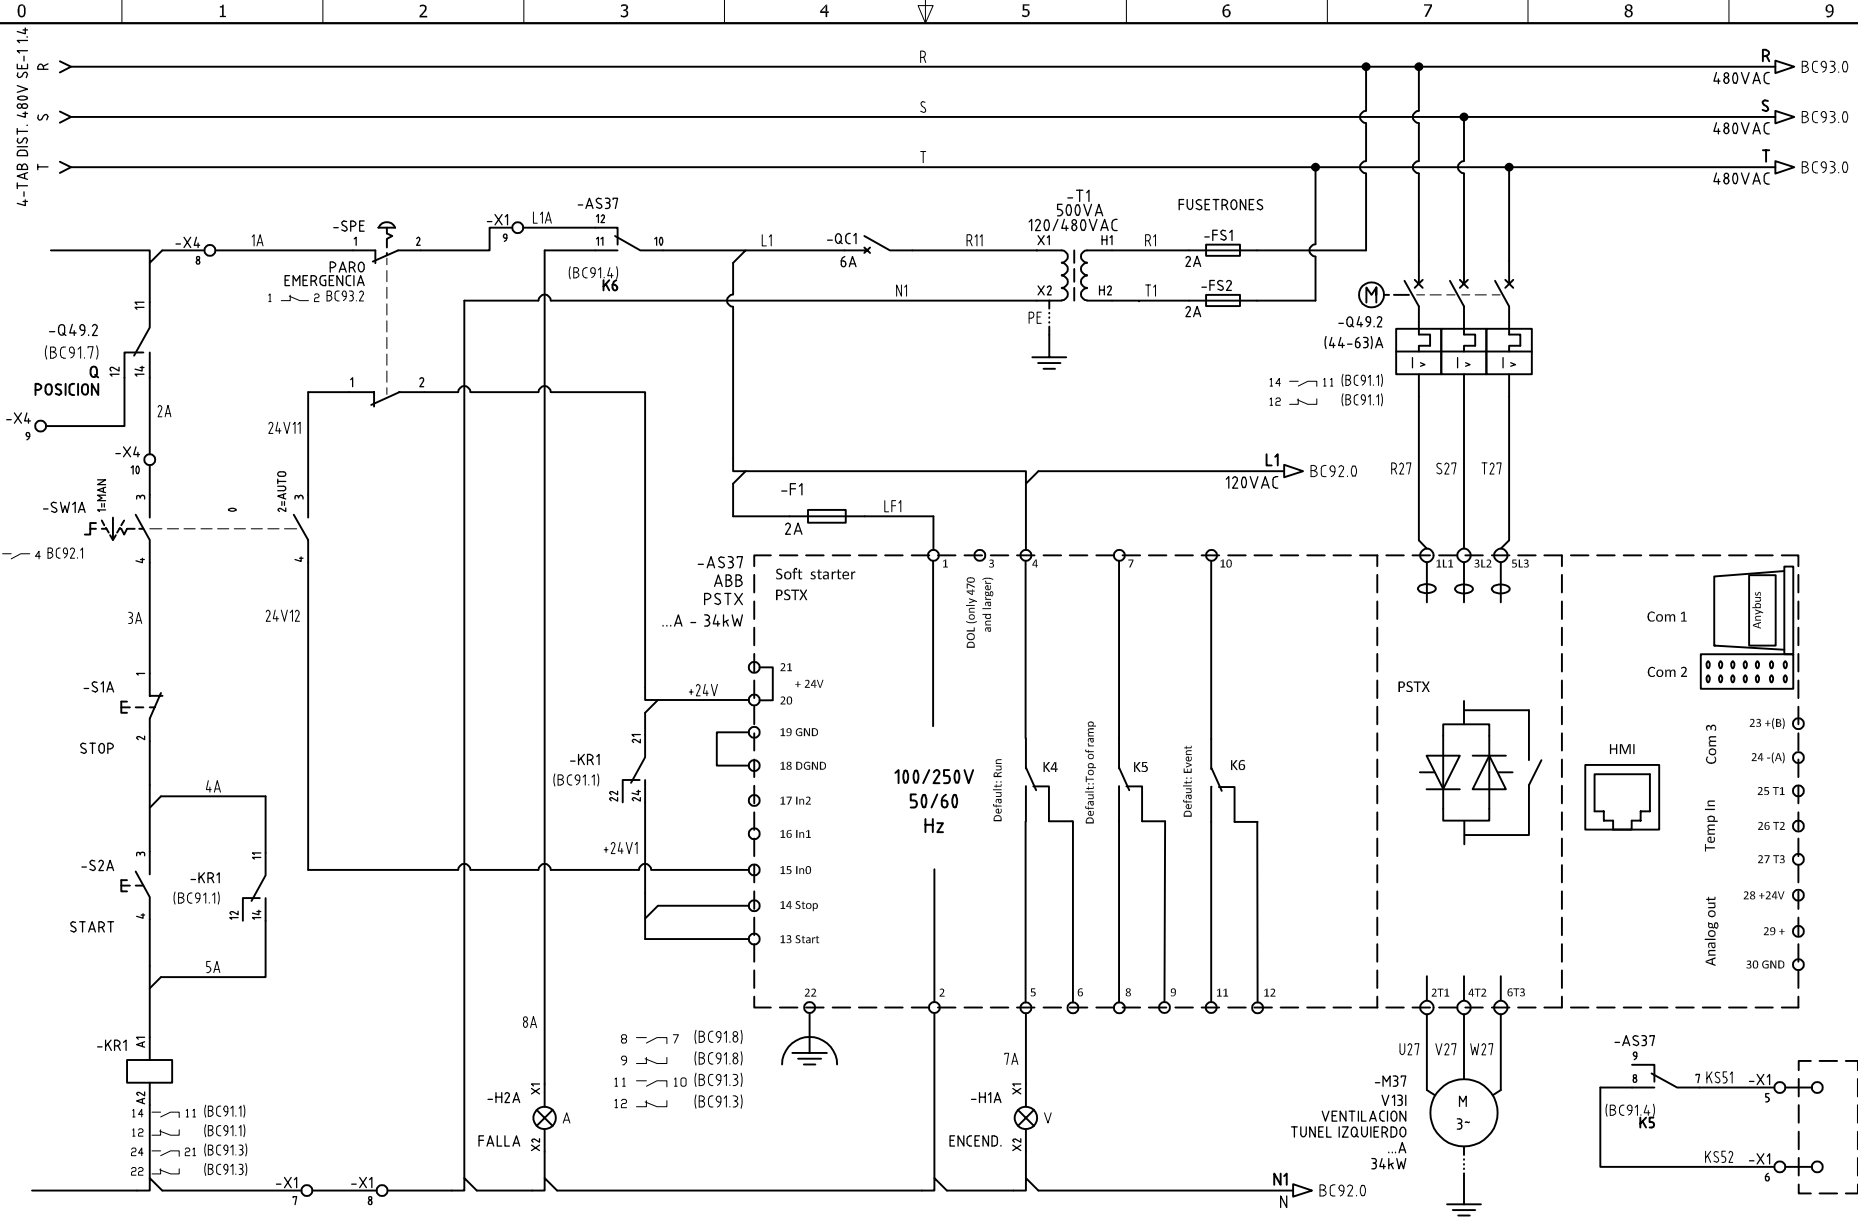 0 1 2 3 4 5 6 7 8 9
4-TAB DIST. 480V SE-11.4
R R R BC93.0
480VAC
S S S BC93.0
480VAC
T T T BC93.0
480VAC
-X4 8
1A
-SPE
1 2
PARO
EMERGENCIA
1 2 BC93.2
-X1 9
L1A
-AS37
12
11 10
(BC91.4)
K6
L1
-QC1
6A
R11
N1
-T1
500VA
120/480VAC
X1 H1
X2 H2
PE
R1
T1
FUSETRONES
-FS1
2A
-FS2
2A
M
-Q49.2
(44-63)A
I > I > I >
14 11 (BC91.1)
12 (BC91.1)
R27 S27 T27
11
-Q49.2
(BC91.7)
Q
POSICION
12 14
-X4
9
2A
-X4
10
1 2
24V11
-SW1A
1=MAN 0 2=AUTO
3 3
4 4
4 BC92.1
24V12
3A
-S1A
1
2
STOP
4A
-S2A
3
4
START
-KR1
(BC91.1)
11
12 14
5A
-KR1
A1
A2
14 11 (BC91.1)
12 (BC91.1)
24 21 (BC91.3)
22 (BC91.3)
-X1
7
-X1
8
-KR1
(BC91.1)
21
22 24
+24V
+24V1
L1 BC92.0
120VAC
-F1
2A
LF1
-AS37
ABB
PSTX
...A - 34kW
Soft starter
PSTX
1 3 4 7 10
DOL (only 470
and larger)
1L1 3L2 5L3
21
+ 24V
20
19 GND
18 DGND
17 In2
16 In1
15 In0
14 Stop
13 Start
22
100/250V
50/60
Hz
Default: Run
K4
Default:Top of ramp
K5
Default: Event
K6
2 5 6 8 9 11 12
PSTX
2T1 4T2 6T3
HMI
Com 1
Anybus
Com 2
Com 3
23 +(B)
24 -(A)
Temp In
25 T1
26 T2
27 T3
Analog out
28 +24V
29 +
30 GND
8A
-H2A
X1
A
X2
FALLA
8 7 (BC91.8)
9 (BC91.8)
11 10 (BC91.3)
12 (BC91.3)
7A
-H1A
X1
V
X2
ENCEND.
N1 BC92.0
N
U27 V27 W27
-M37
V13I
VENTILACION
TUNEL IZQUIERDO
...A
34kW
M
3~
-AS37
9
8 7
(BC91.4)
K5
KS51 -X1
5
KS52 -X1
6